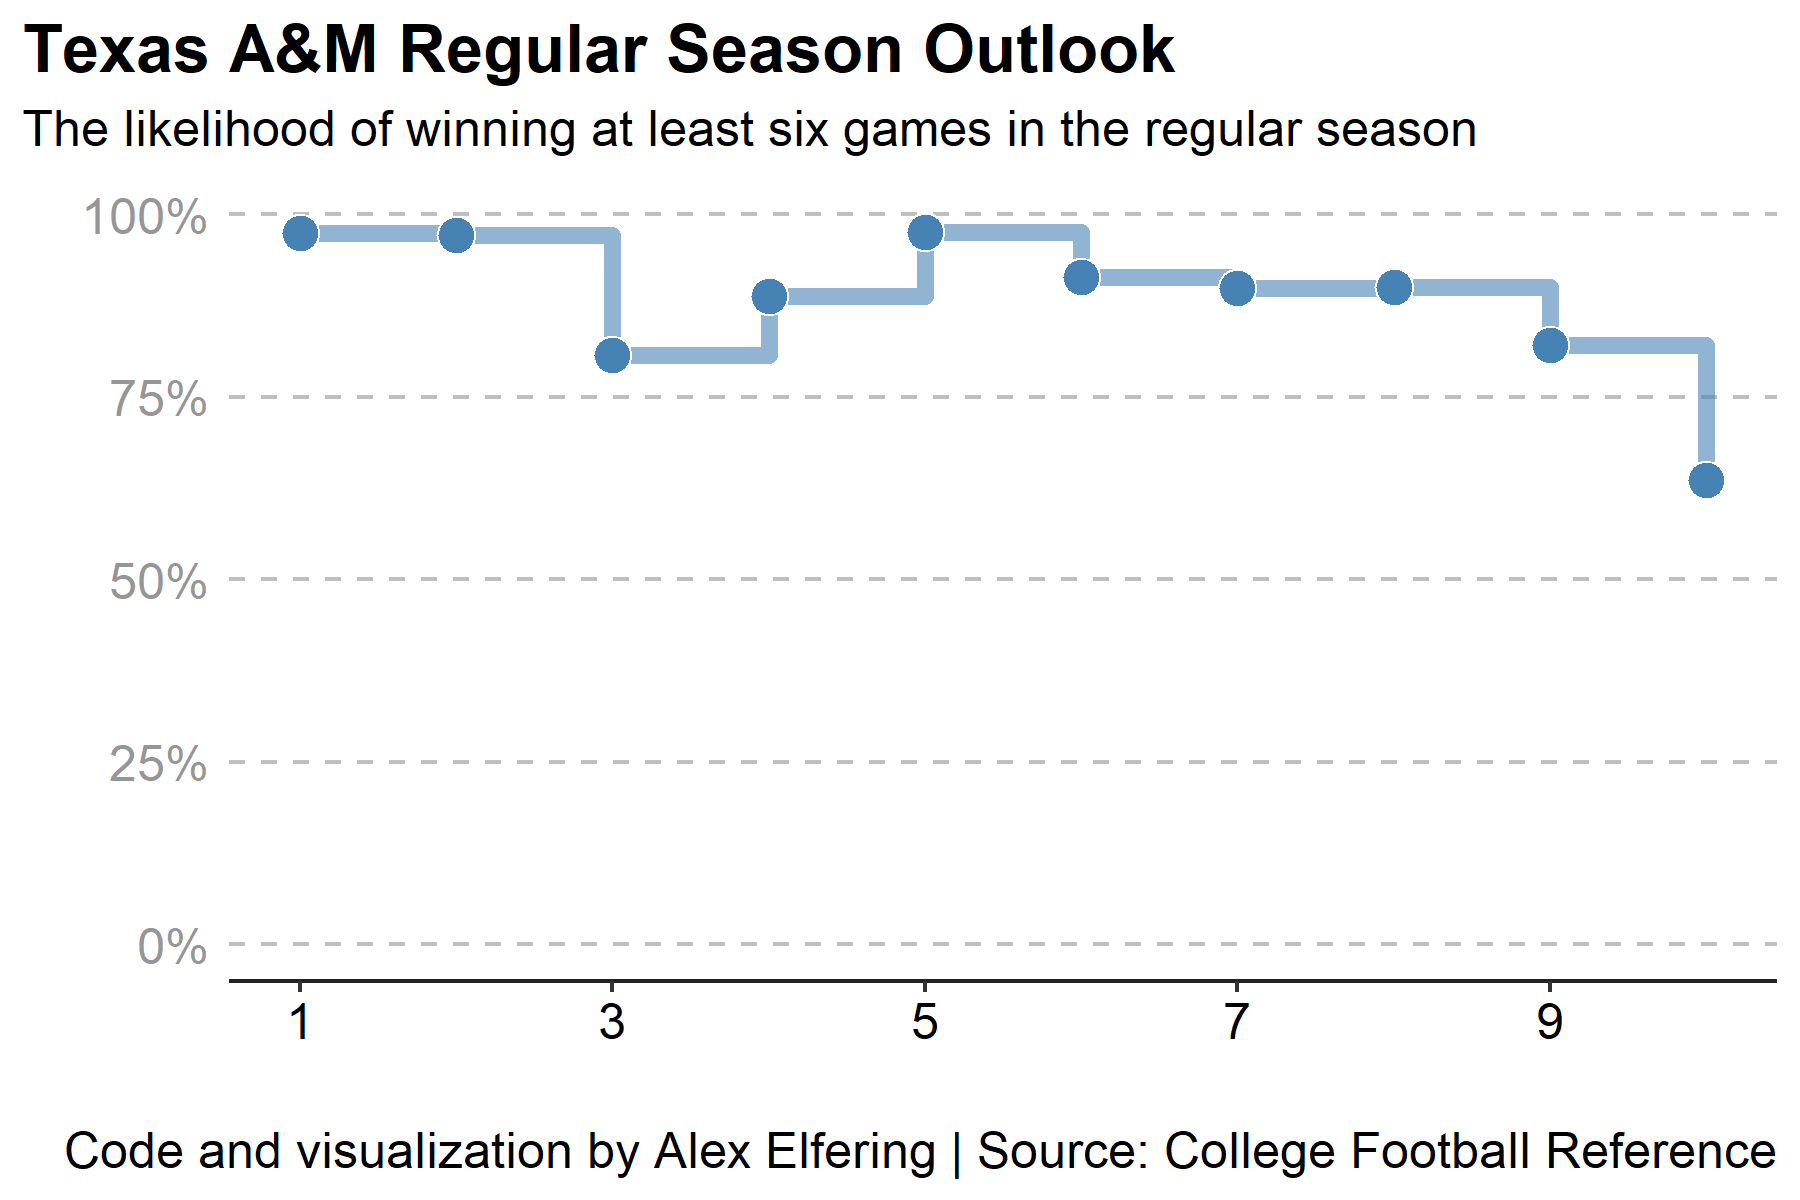 Texas A&M Regular Season Outlook
The likelihood of winning at least six games in the regular season
100%
75%
50%
25%
0%
1 3 5 7 9
Code and visualization by Alex Elfering | Source: College Football Reference